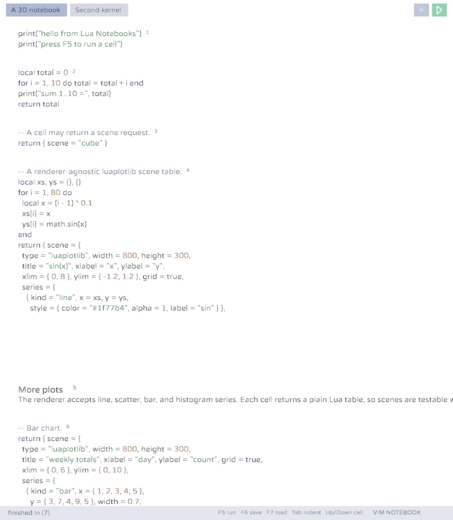 A 3D notebook
Second kernel
print("hello from Lua Notebooks") 1
print("press F5 to run a cell")
local total = 0 2
for i = 1, 10 do total = total + i end
print("sum 1..10 =", total)
return total
-- A cell may return a scene request. 3
return { scene = "cube" }
-- A renderer-agnostic luaplotlib scene table. 4
local xs, ys = {}, {}
for i = 1, 80 do
local x = (i - 1) * 0.1
xs[i] = x
ys[i] = math.sin(x)
end
return { scene = {
type = "luaplotlib", width = 800, height = 300,
title = "sin(x)", xlabel = "x", ylabel = "y",
xlim = { 0, 8 }, ylim = { -1.2, 1.2 }, grid = true,
series = {
{ kind = "line", x = xs, y = ys,
style = { color = "#1f77b4", alpha = 1, label = "sin" } },
More plots 5
The renderer accepts line, scatter, bar, and histogram series. Each cell returns a plain Lua table, so scenes are testable w
-- Bar chart. 6
return { scene = {
type = "luaplotlib", width = 800, height = 300,
title = "weekly totals", xlabel = "day", ylabel = "count", grid = true,
xlim = { 0, 6 }, ylim = { 0, 10 },
series = {
{ kind = "bar", x = { 1, 2, 3, 4, 5 },
y = { 3, 7, 4, 9, 5 }, width = 0.7,
finished in [7]
F5 run F6 save F7 load Tab indent Up/Down cell VIM NOTEBOOK